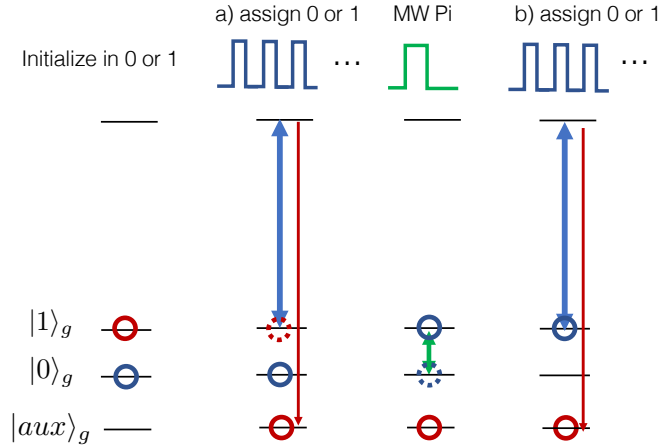 a) assign 0 or 1
MW Pi
b) assign 0 or 1
Initialize in 0 or 1
...
...
|1⟩g
|0⟩g
|aux⟩g